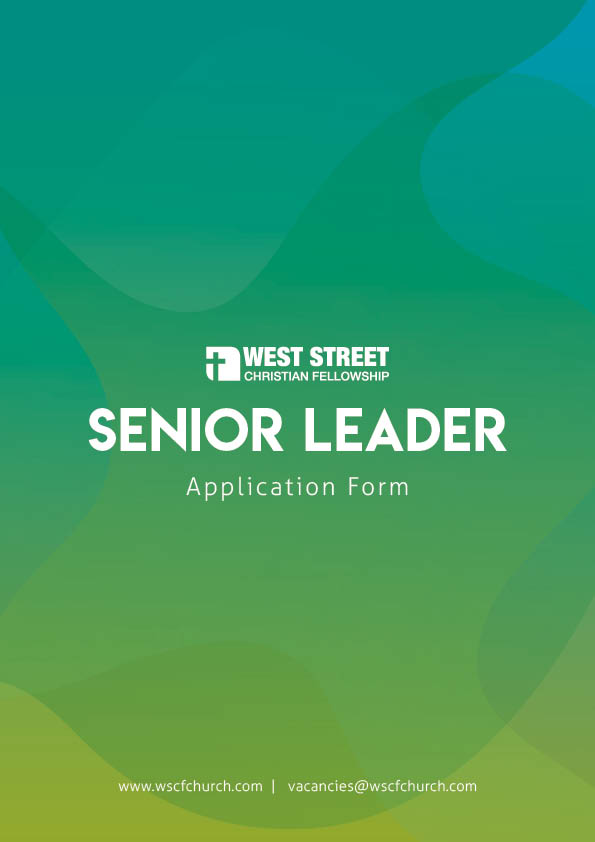 WEST STREET
CHRISTIAN FELLOWSHIP
SENIOR LEADER
Application Form
www.wscfchurch.com | vacancies@wscfchurch.com